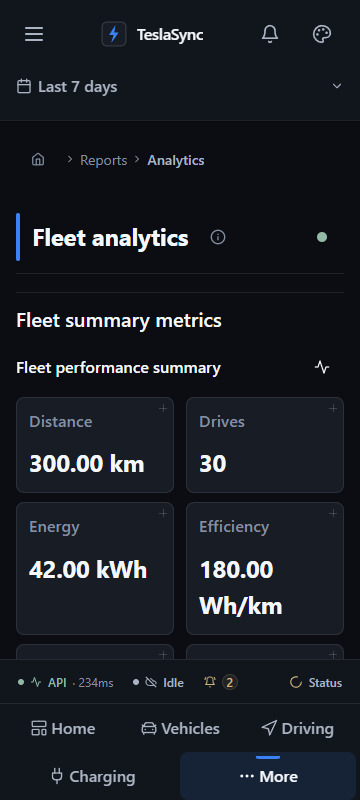 TeslaSync
Last 7 days
Reports
Analytics
Fleet analytics
Fleet summary metrics
Fleet performance summary
Distance
300.00 km
Drives
30
Energy
42.00 kWh
Efficiency
180.00
Wh/km
API · 234ms
Idle
2
Status
Home
Vehicles
Driving
Charging
More